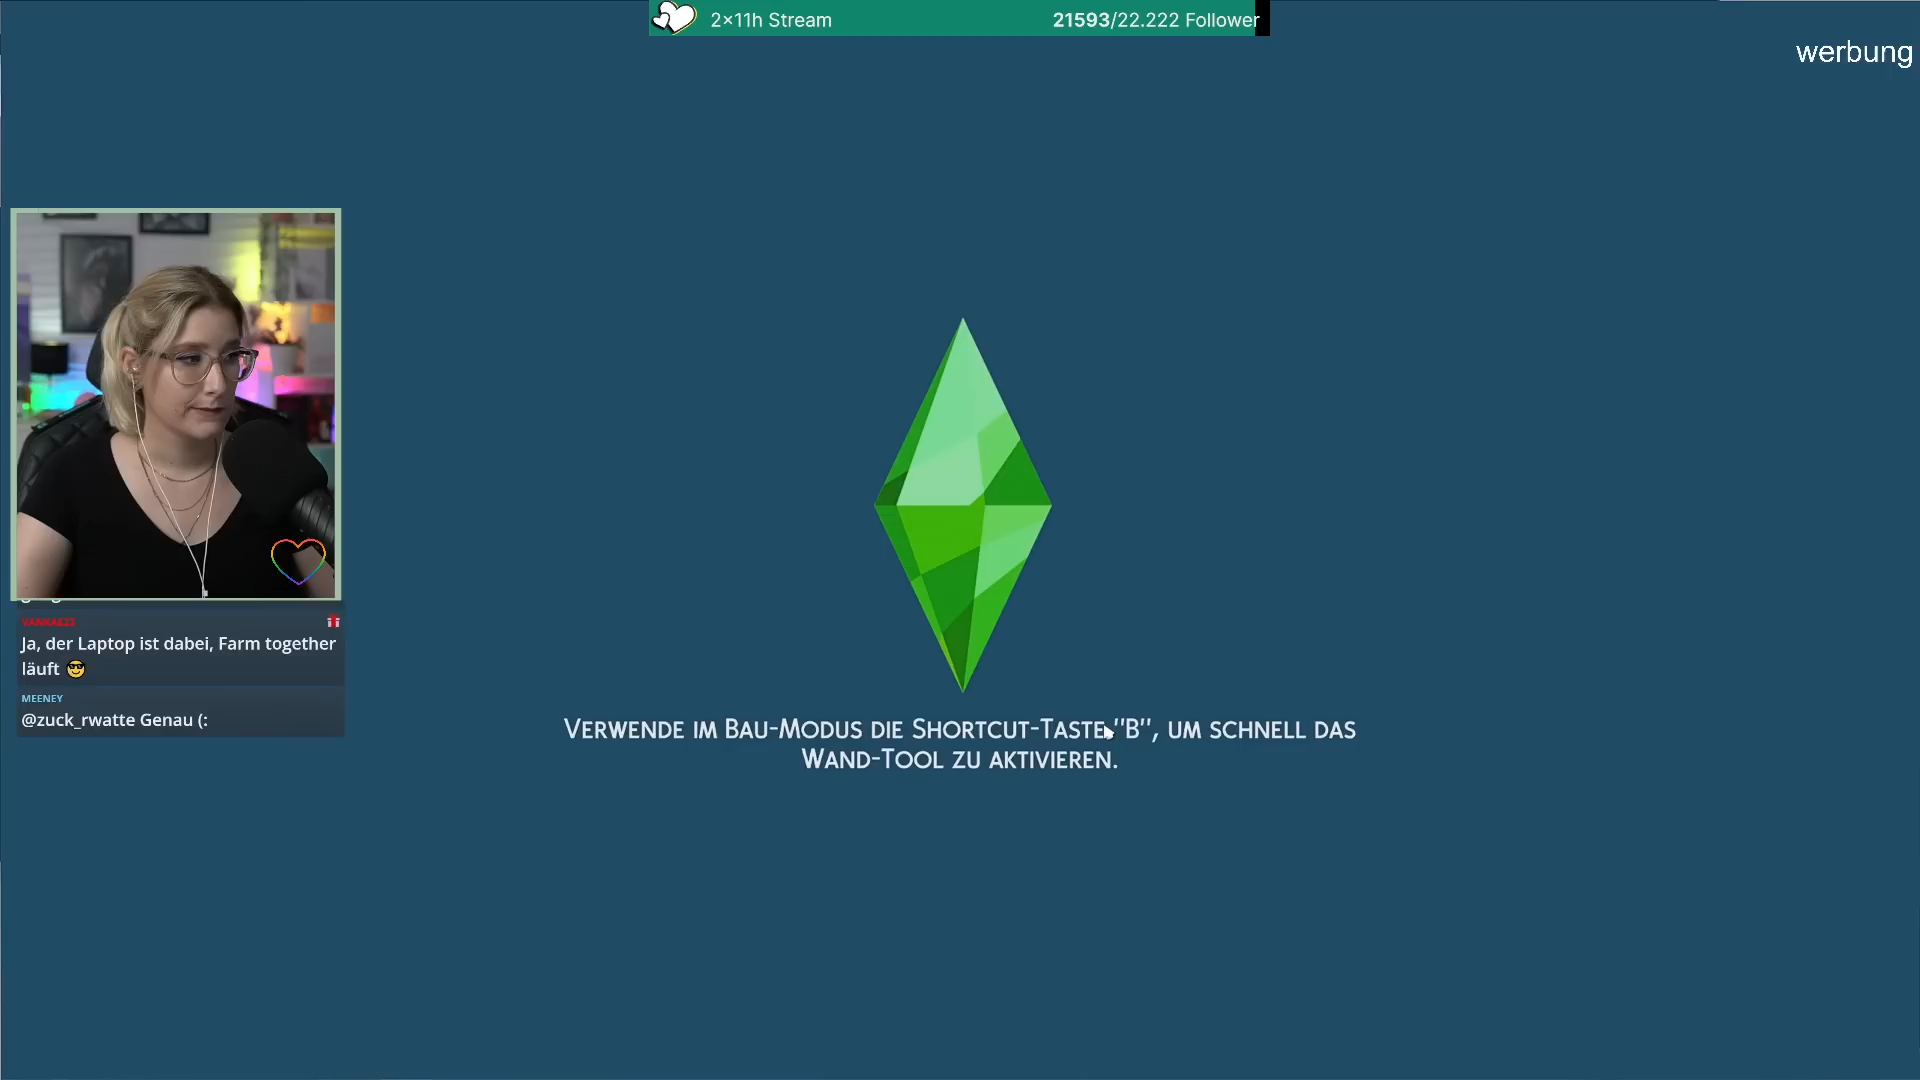 2×11h Stream
21593/22.222 Follower
werbung
VANNAE23
Ja, der Laptop ist dabei, Farm together
läuft 😎
MEENEY
@zuck_rwatte Genau (:
Verwende im Bau-Modus die Shortcut-Taste "B", um schnell das
Wand-Tool zu aktivieren.